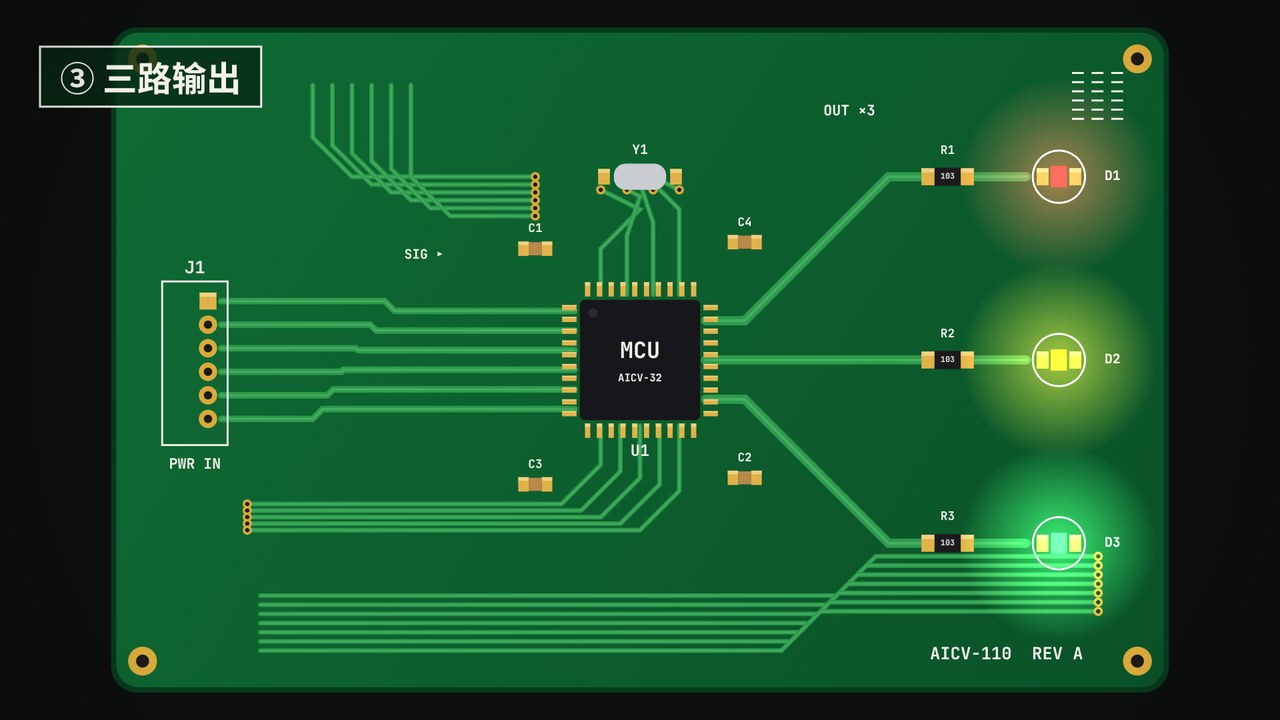 ③ 三路输出
OUT ×3
Y1
R1
103
D1
C4
C1
SIG ▸
J1
R2
MCU
103
D2
AICV-32
U1
C2
C3
PWR IN
R3
103
D3
AICV-110 REV A